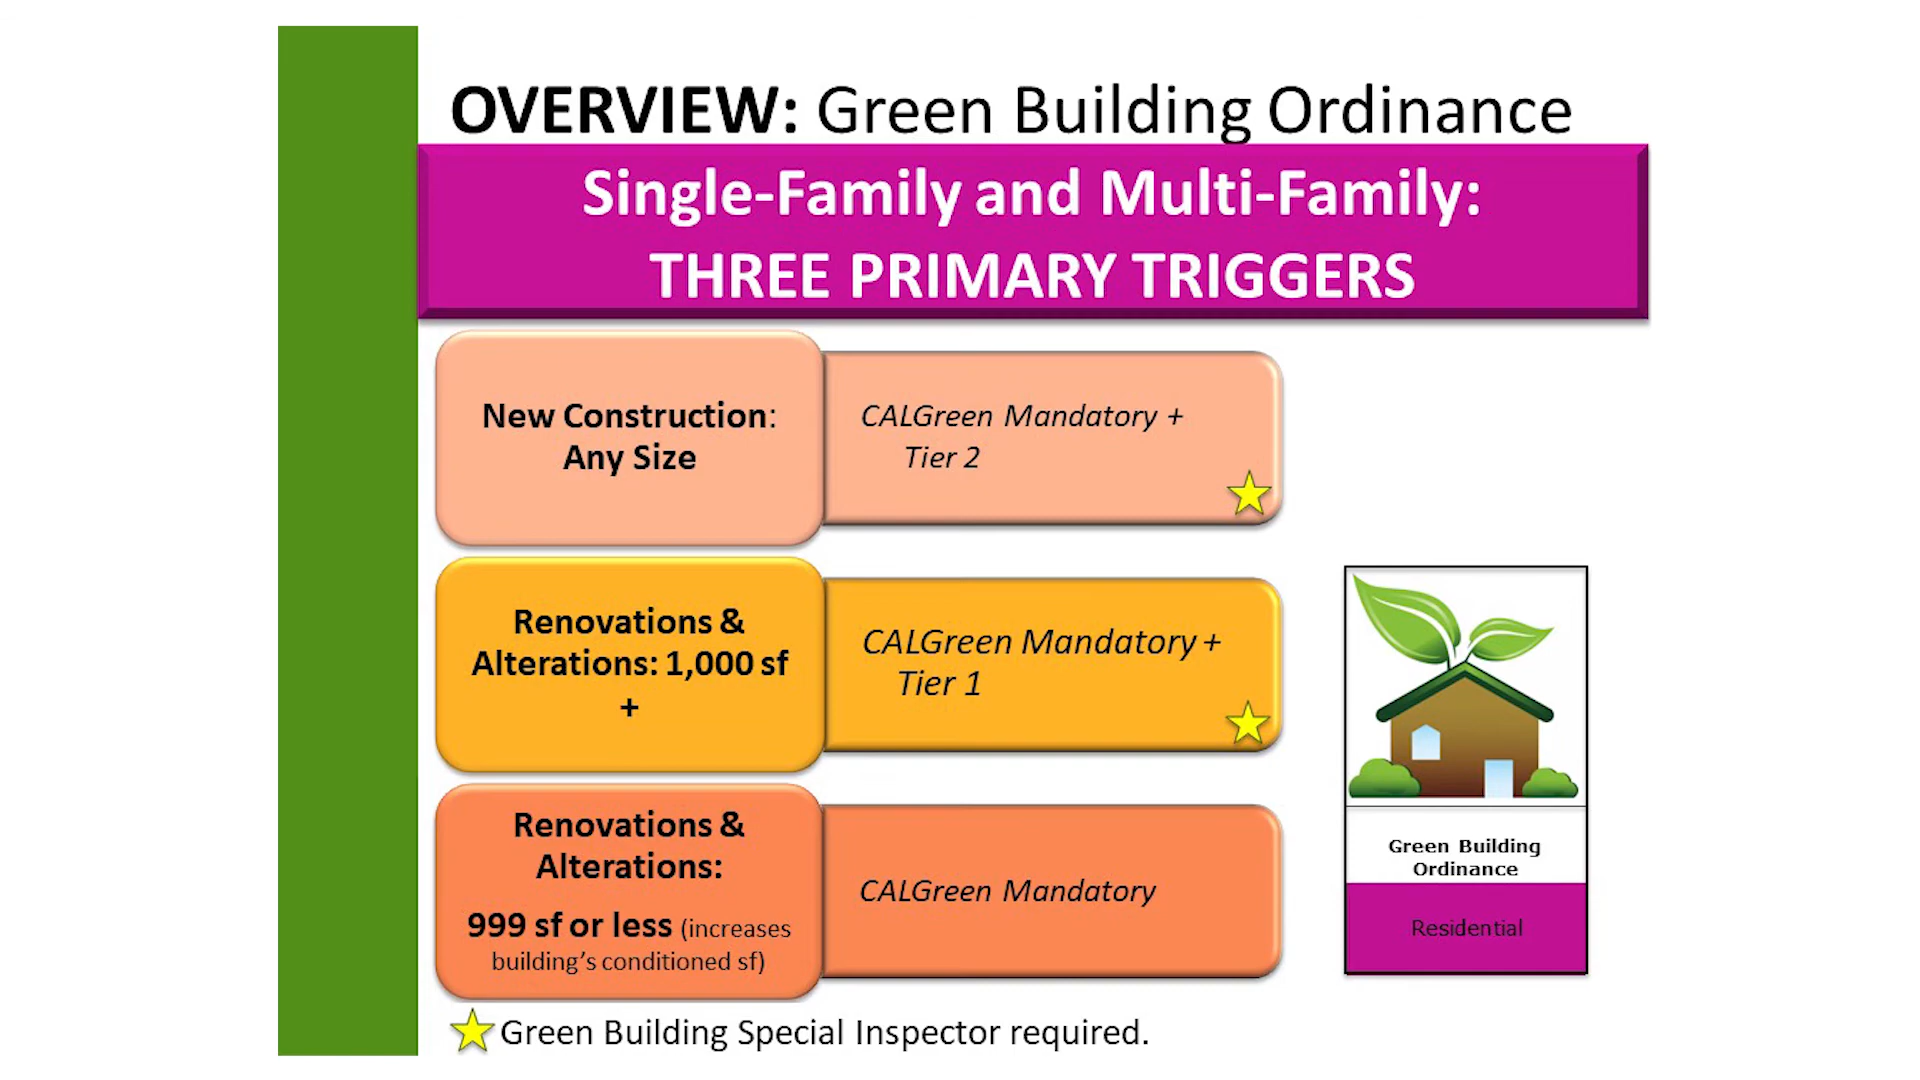 OVERVIEW: Green Building Ordinance
Single-Family and Multi-Family:
THREE PRIMARY TRIGGERS
New Construction:
Any Size
CALGreen Mandatory +
Tier 2
Renovations &
Alterations: 1,000 sf
+
CALGreen Mandatory +
Tier 1
Renovations &
Alterations:
999 sf or less (increases
building's conditioned sf)
CALGreen Mandatory
Green Building
Ordinance
Residential
Green Building Special Inspector required.